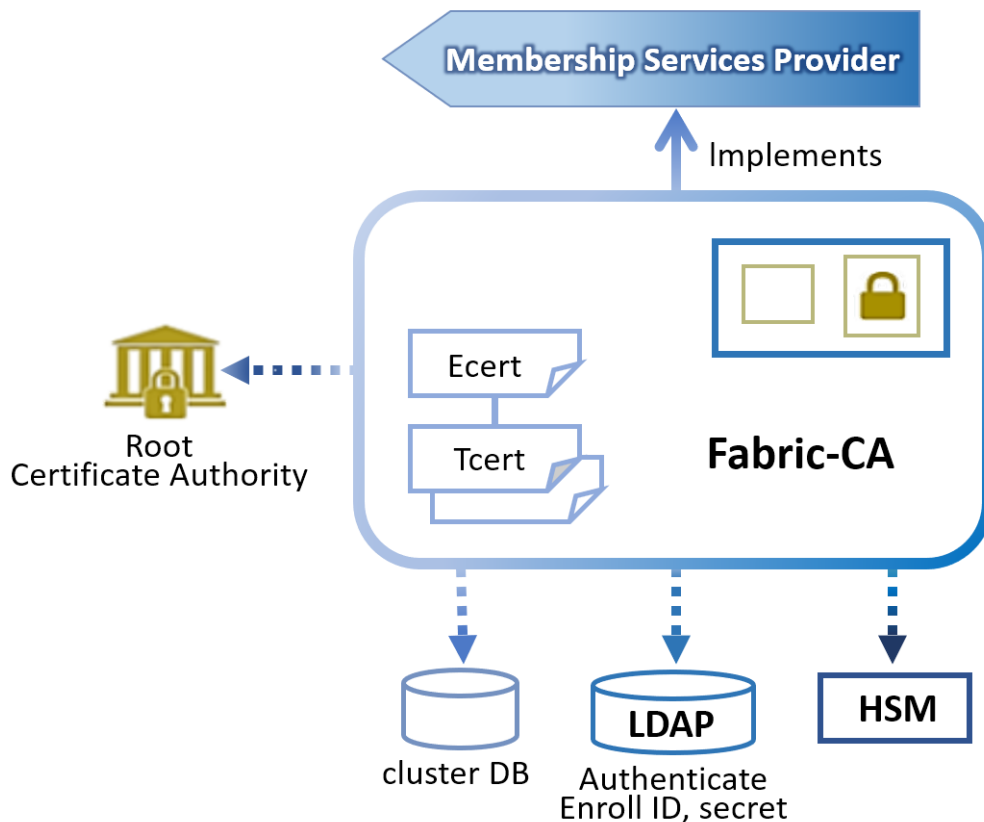 Membership Services Provider
Implements
Ecert
Tcert
Fabric-CA
Root
Certificate Authority
cluster DB
LDAP
Authenticate
Enroll ID, secret
HSM